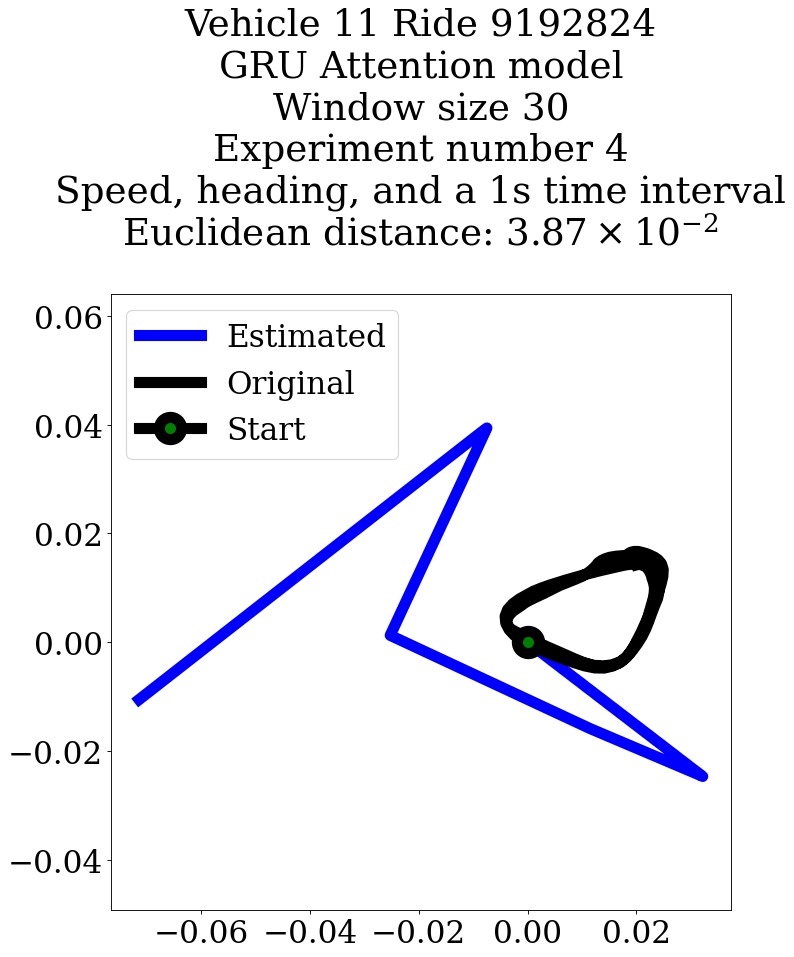 Vehicle 11 Ride 9192824
GRU Attention model
Window size 30
Experiment number 4
Speed, heading, and a 1s time interval
Euclidean distance: 3.87 × 10⁻²
Estimated
Original
Start
0.06
0.04
0.02
0.00
−0.02
−0.04
−0.06 −0.04 −0.02 0.00 0.02